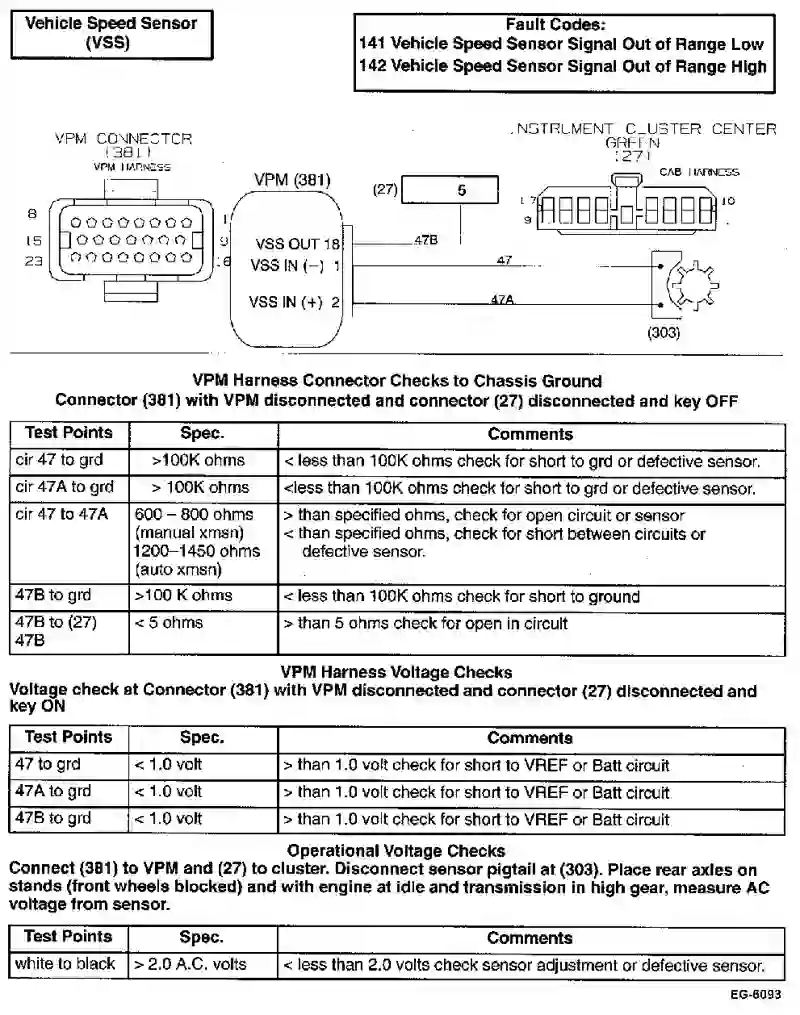 Vehicle Speed Sensor
(VSS)
Fault Codes:
141 Vehicle Speed Sensor Signal Out of Range Low
142 Vehicle Speed Sensor Signal Out of Range High
VPM CONNECTOR
(381)
VPM HARNESS
8
15
23
1
9
16
VPM (381)
VSS OUT 18
VSS IN (–) 1
VSS IN (+) 2
(27)
5
47B
47
47A
INSTRUMENT CLUSTER CENTER
GREEN
(27)
CAB HARNESS
17
9
10
(303)
VPM Harness Connector Checks to Chassis Ground
Connector (381) with VPM disconnected and connector (27) disconnected and key OFF
Test Points Spec. Comments
cir 47 to grd >100K ohms < less than 100K ohms check for short to grd or defective sensor.
cir 47A to grd > 100K ohms <less than 100K ohms check for short to grd or defective sensor.
cir 47 to 47A 600 – 800 ohms > than specified ohms, check for open circuit or sensor
(manual xmsn) < than specified ohms, check for short between circuits or
1200–1450 ohms defective sensor.
(auto xmsn)
47B to grd >100 K ohms < less than 100K ohms check for short to ground
47B to (27) < 5 ohms > than 5 ohms check for open in circuit
47B
VPM Harness Voltage Checks
Voltage check at Connector (381) with VPM disconnected and connector (27) disconnected and
key ON
Test Points Spec. Comments
47 to grd < 1.0 volt > than 1.0 volt check for short to VREF or Batt circuit
47A to grd < 1.0 volt > than 1.0 volt check for short to VREF or Batt circuit
47B to grd < 1.0 volt > than 1.0 volt check for short to VREF or Batt circuit
Operational Voltage Checks
Connect (381) to VPM and (27) to cluster. Disconnect sensor pigtail at (303). Place rear axles on
stands (front wheels blocked) and with engine at idle and transmission in high gear, measure AC
voltage from sensor.
Test Points Spec. Comments
white to black > 2.0 A.C. volts < less than 2.0 volts check sensor adjustment or defective sensor.
EG-6093